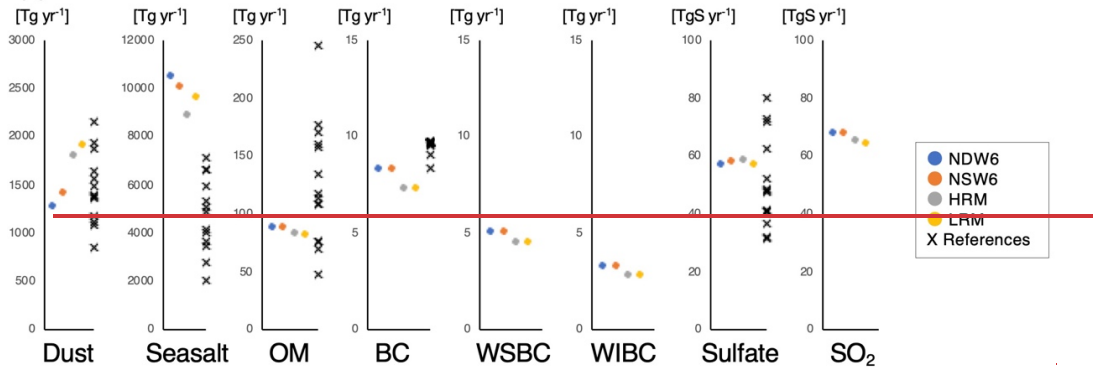 [Tg yr-1] [Tg yr-1] [Tg yr-1] [Tg yr-1] [Tg yr-1] [Tg yr-1] [TgS yr-1] [TgS yr-1]
3000 12000 250 15 15 15 100 100
2500 10000 200 80 80
2000 8000 150 10 10 10 60 60
1500 6000 100 40 40
1000 4000 5 5 5
500 2000 50 20 20
0 0 0 0 0 0 0 0
Dust Seasalt OM BC WSBC WIBC Sulfate SO2
NDW6
NSW6
HRM
LRM
X References